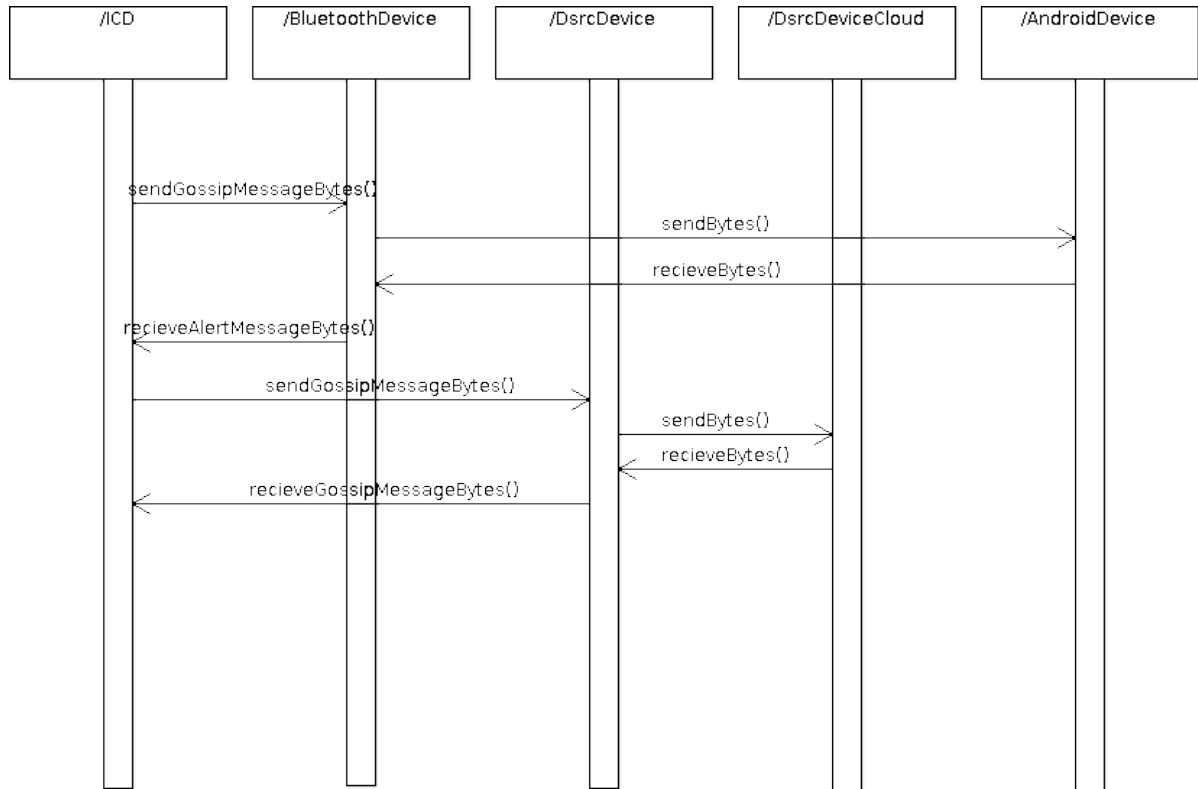 /ICD
/BluetoothDevice
/DsrcDevice
/DsrcDeviceCloud
/AndroidDevice
sendGossipMessageBytes()
sendBytes()
recieveBytes()
recieveAlertMessageBytes()
sendGossipMessageBytes()
sendBytes()
recieveBytes()
recieveGossipMessageBytes()